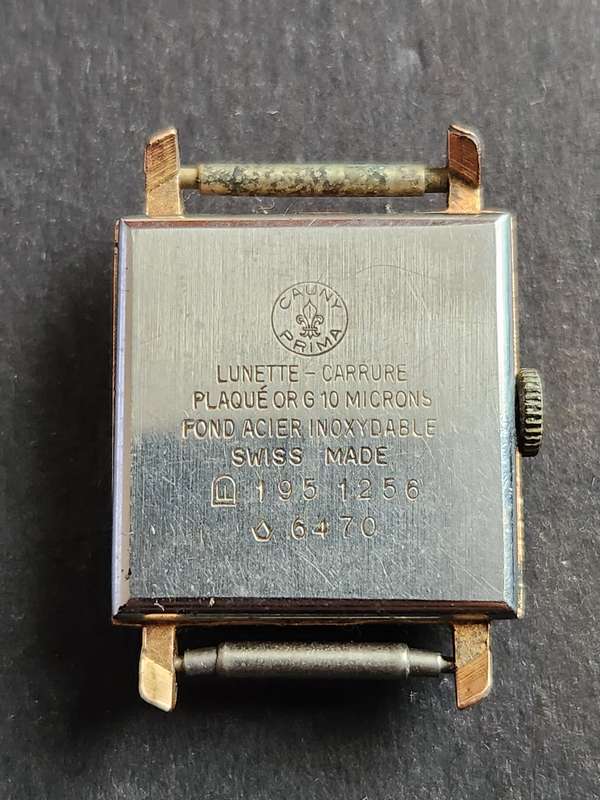 CAUNY
PRIMA
LUNETTE - CARRURE
PLAQUÉ OR G 10 MICRONS
FOND ACIER INOXYDABLE
SWISS MADE
195 1256
6470